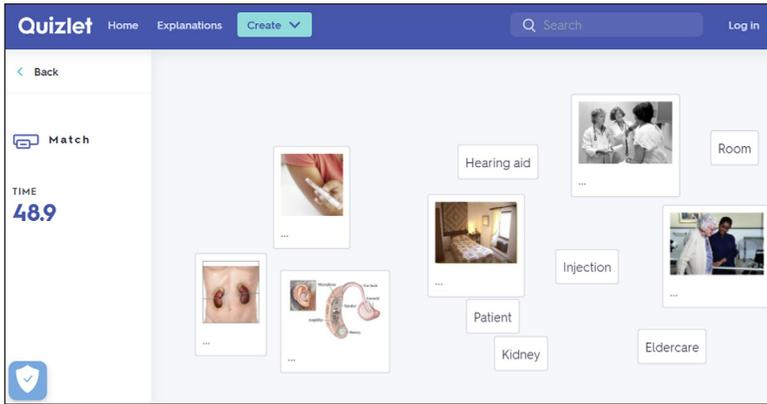 Quizlet Home Explanations Create Search Log in
Back
Match
TIME
48.9
Hearing aid
Room
...
...
...
Injection
...
Patient
...
Kidney
Eldercare
...